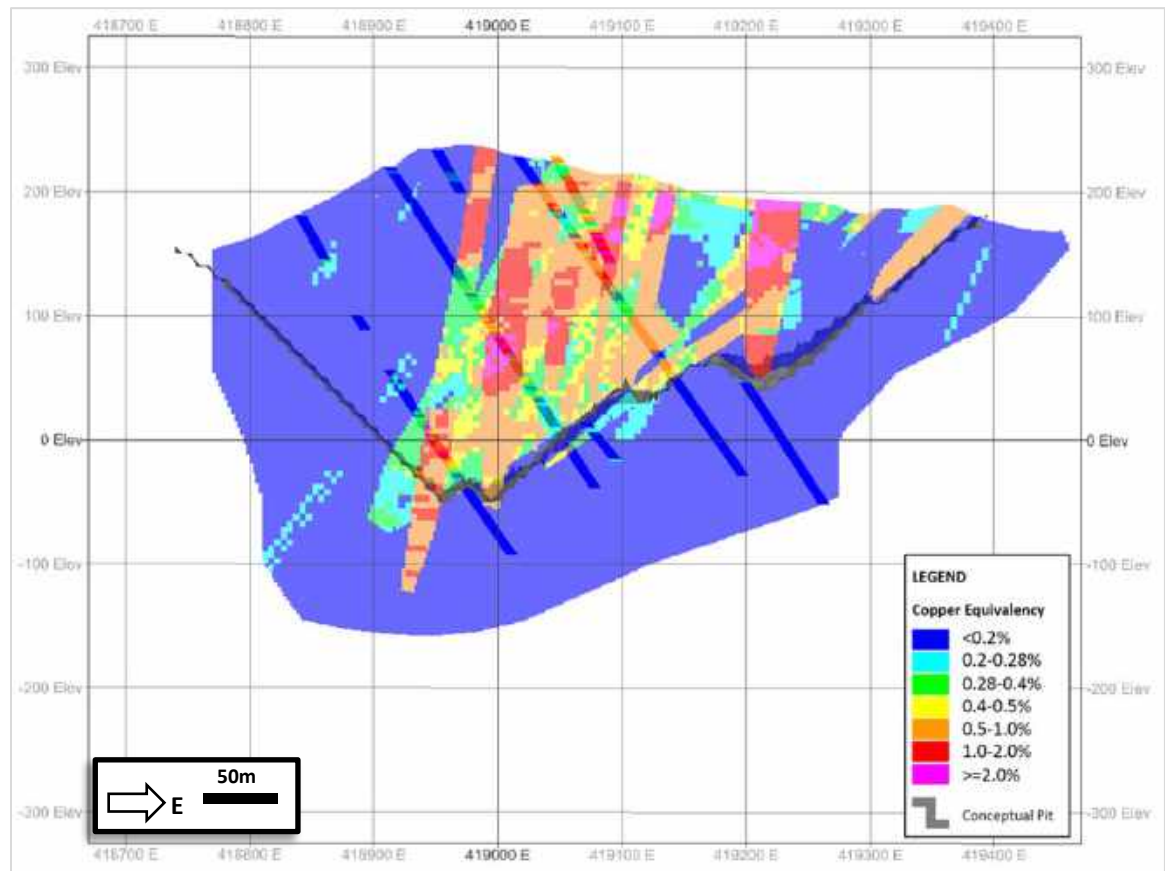 418700 E 418800 E 418900 E 419000 E 419100 E 419200 E 419300 E 419400 E
300 Elev 300 Elev
200 Elev 200 Elev
100 Elev 100 Elev
0 Elev 0 Elev
-100 Elev -100 Elev
LEGEND
Copper Equivalency
<0.2%
0.2-0.28%
0.28-0.4%
0.4-0.5%
0.5-1.0%
1.0-2.0%
>=2.0%
Conceptual Pit
-200 Elev -200 Elev
50m
E
-300 Elev -300 Elev
418700 E 418800 E 418900 E 419000 E 419100 E 419200 E 419300 E 419400 E